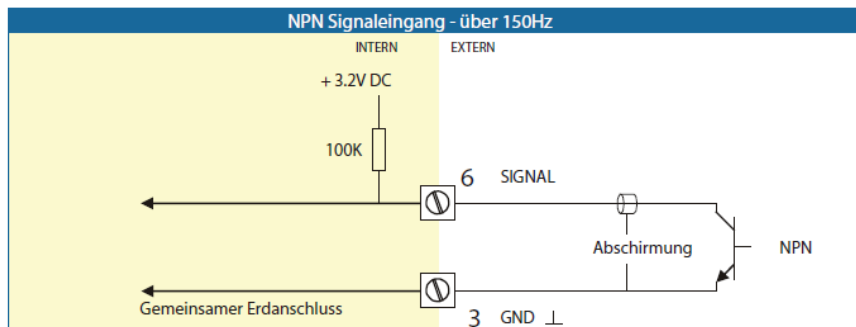 NPN Signaleingang - über 150Hz
INTERN
EXTERN
+ 3.2V DC
100K
6 SIGNAL
Abschirmung
NPN
Gemeinsamer Erdanschluss
3 GND